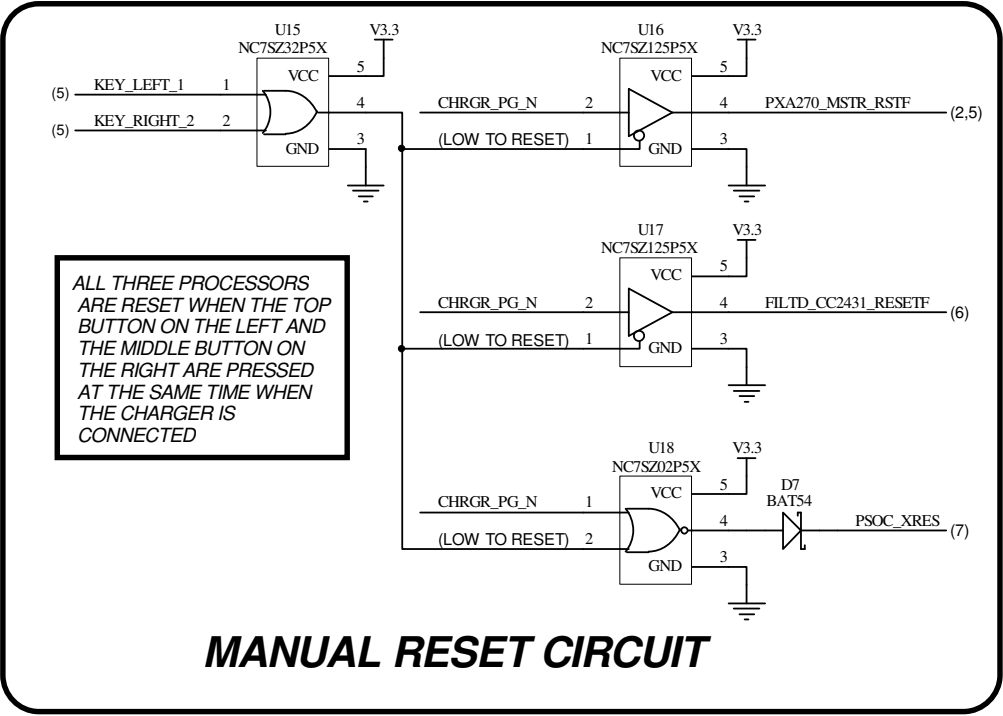 U15
NC7SZ32P5X
V3.3
VCC
5
(5) KEY_LEFT_1 1
4
(5) KEY_RIGHT_2 2
3
GND
U16
NC7SZ125P5X
V3.3
VCC
5
CHRGR_PG_N 2
4 PXA270_MSTR_RSTF (2,5)
(LOW TO RESET) 1
GND
3
U17
NC7SZ125P5X
V3.3
VCC
5
CHRGR_PG_N 2
4 FILTD_CC2431_RESETF (6)
(LOW TO RESET) 1
GND
3
ALL THREE PROCESSORS
ARE RESET WHEN THE TOP
BUTTON ON THE LEFT AND
THE MIDDLE BUTTON ON
THE RIGHT ARE PRESSED
AT THE SAME TIME WHEN
THE CHARGER IS
CONNECTED
U18
NC7SZ02P5X
V3.3
VCC
5
CHRGR_PG_N 1
4
D7
BAT54
PSOC_XRES (7)
(LOW TO RESET) 2
GND
3
MANUAL RESET CIRCUIT